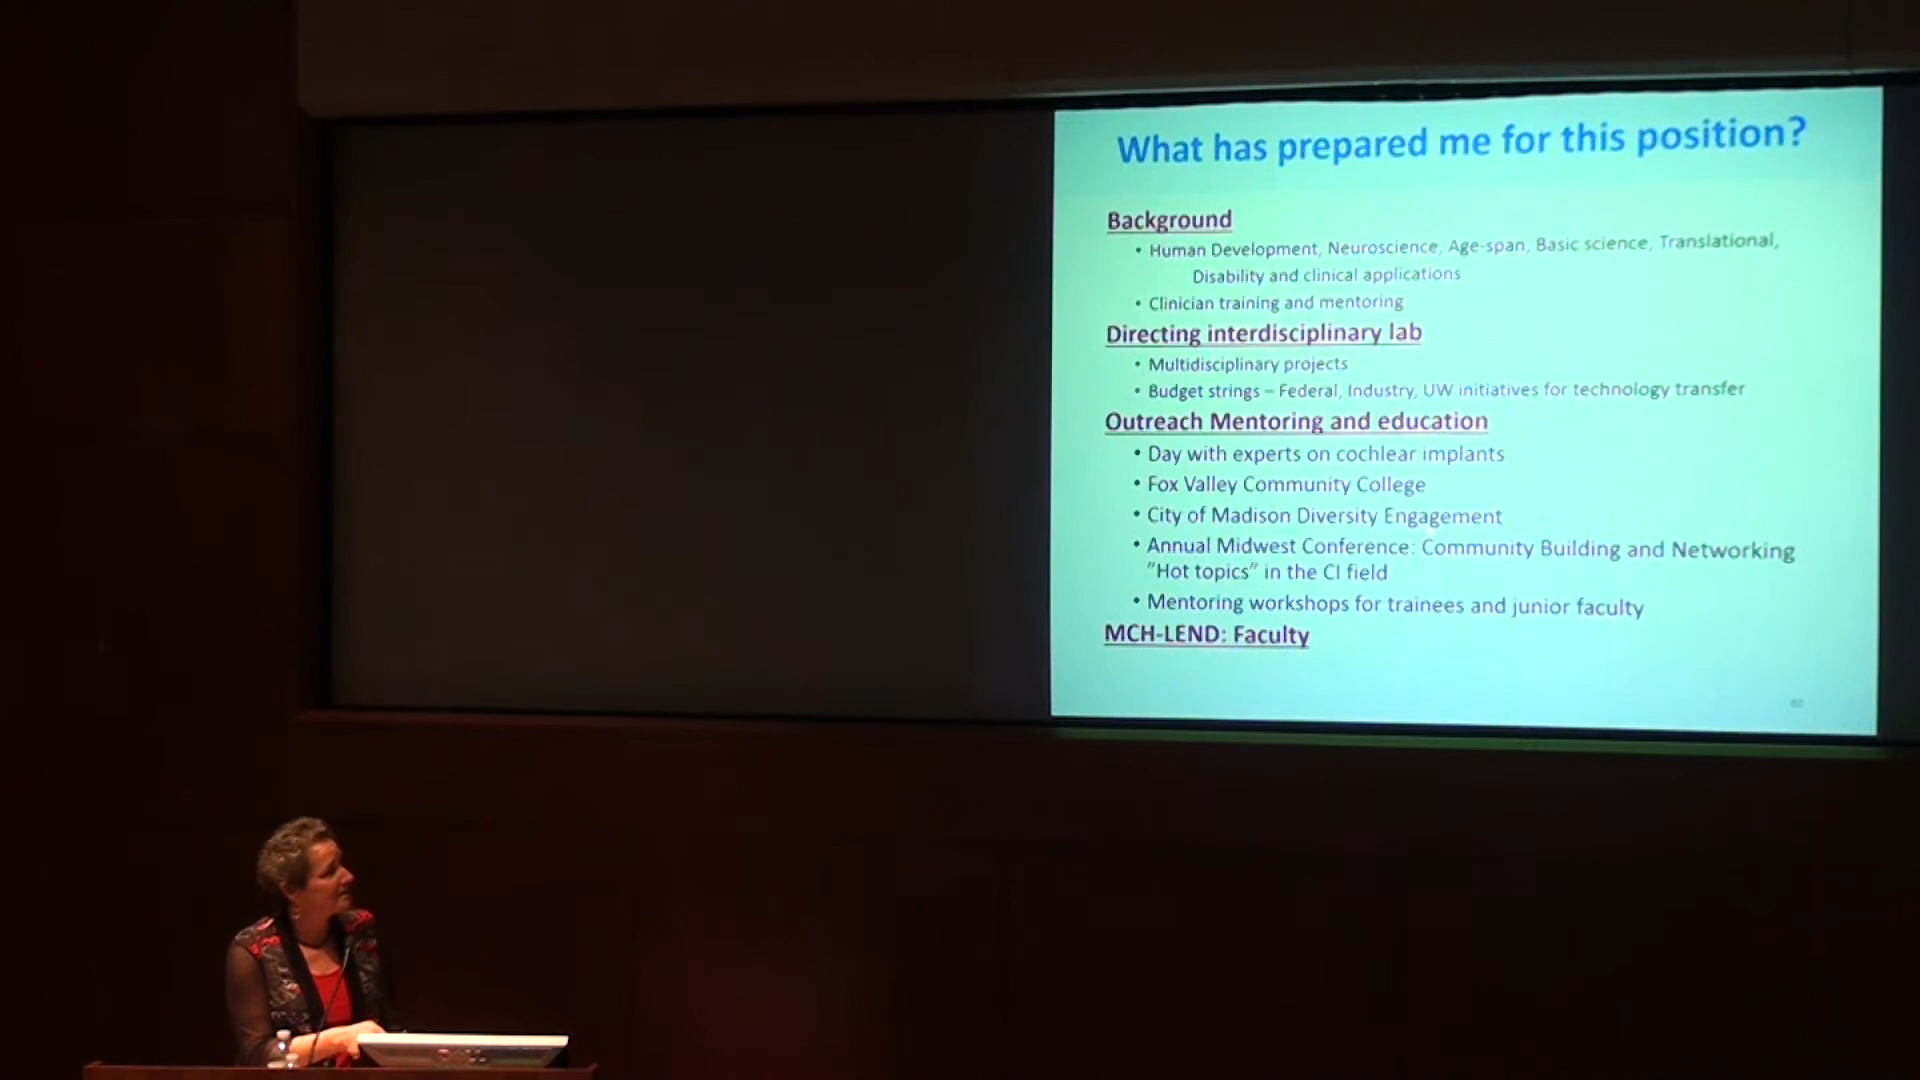 What has prepared me for this position?
Background
• Human Development, Neuroscience, Age-span, Basic science, Translational,
Disability and clinical applications
• Clinician training and mentoring
Directing interdisciplinary lab
• Multidisciplinary projects
• Budget strings – Federal, Industry, UW initiatives for technology transfer
Outreach Mentoring and education
• Day with experts on cochlear implants
• Fox Valley Community College
• City of Madison Diversity Engagement
• Annual Midwest Conference: Community Building and Networking
"Hot topics" in the CI field
• Mentoring workshops for trainees and junior faculty
MCH-LEND: Faculty